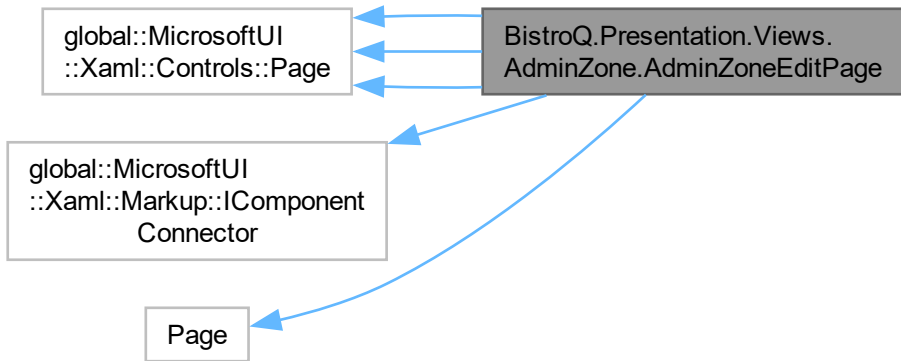 global::MicrosoftUI
::Xaml::Controls::Page
BistroQ.Presentation.Views.
AdminZone.AdminZoneEditPage
global::MicrosoftUI
::Xaml::Markup::IComponent
Connector
Page